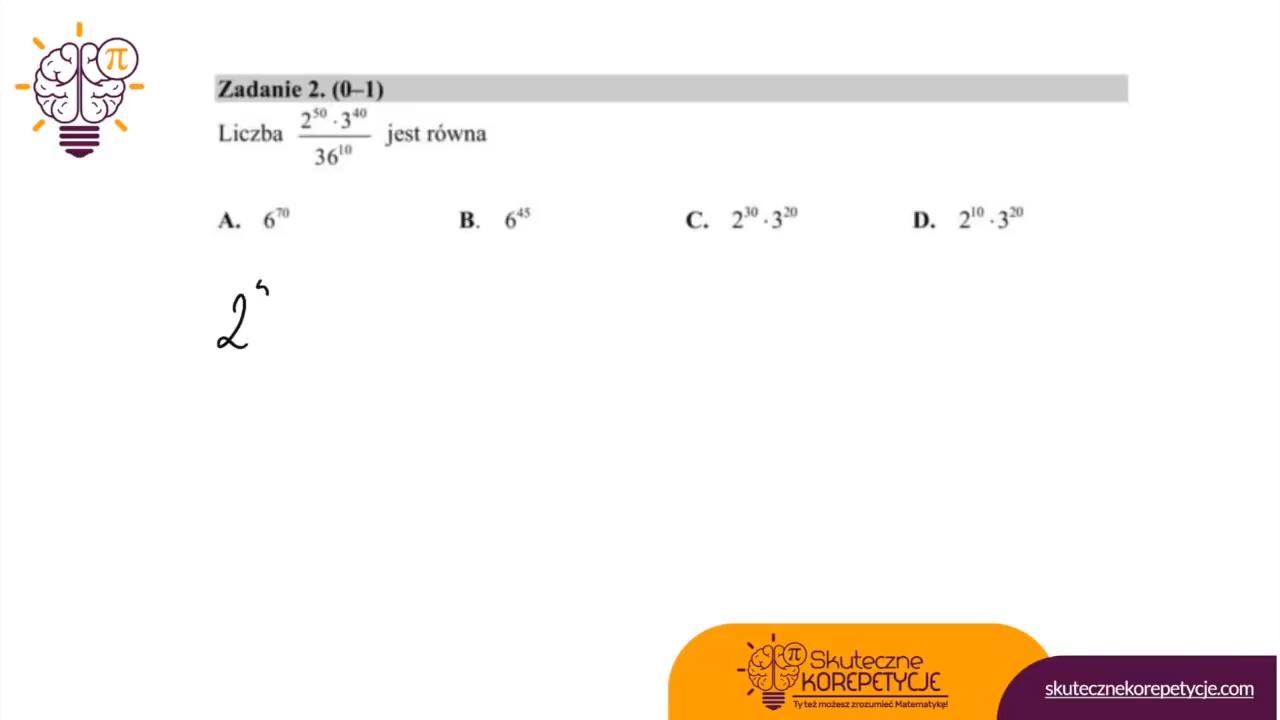 π
Zadanie 2. (0–1)
Liczba 2^50 · 3^40 / 36^10 jest równa
A. 6^70 B. 6^45 C. 2^30 · 3^20 D. 2^10 · 3^20
2
π Skuteczne
KOREPETYCJE
Ty też możesz zrozumieć Matematykę!
skutecznekorepetycje.com